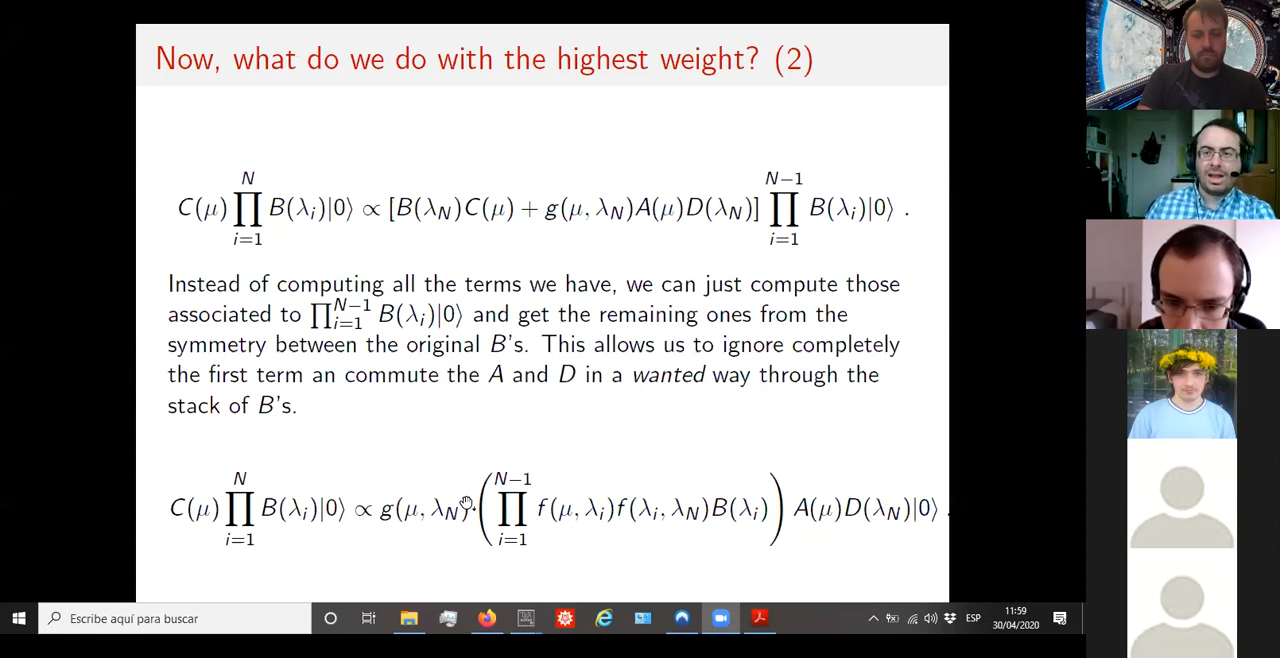 Now, what do we do with the highest weight? (2)
C(μ) ∏_{i=1}^{N} B(λ_i)|0⟩ ∝ [B(λ_N)C(μ) + g(μ, λ_N)A(μ)D(λ_N)] ∏_{i=1}^{N−1} B(λ_i)|0⟩ .
Instead of computing all the terms we have, we can just compute those
associated to ∏_{i=1}^{N−1} B(λ_i)|0⟩ and get the remaining ones from the
symmetry between the original B's. This allows us to ignore completely
the first term an commute the A and D in a wanted way through the
stack of B's.
C(μ) ∏_{i=1}^{N} B(λ_i)|0⟩ ∝ g(μ, λ_N) (∏_{i=1}^{N−1} f(μ, λ_i)f(λ_i, λ_N)B(λ_i)) A(μ)D(λ_N)|0⟩ .
Escribe aquí para buscar
ESP
11:59
30/04/2020